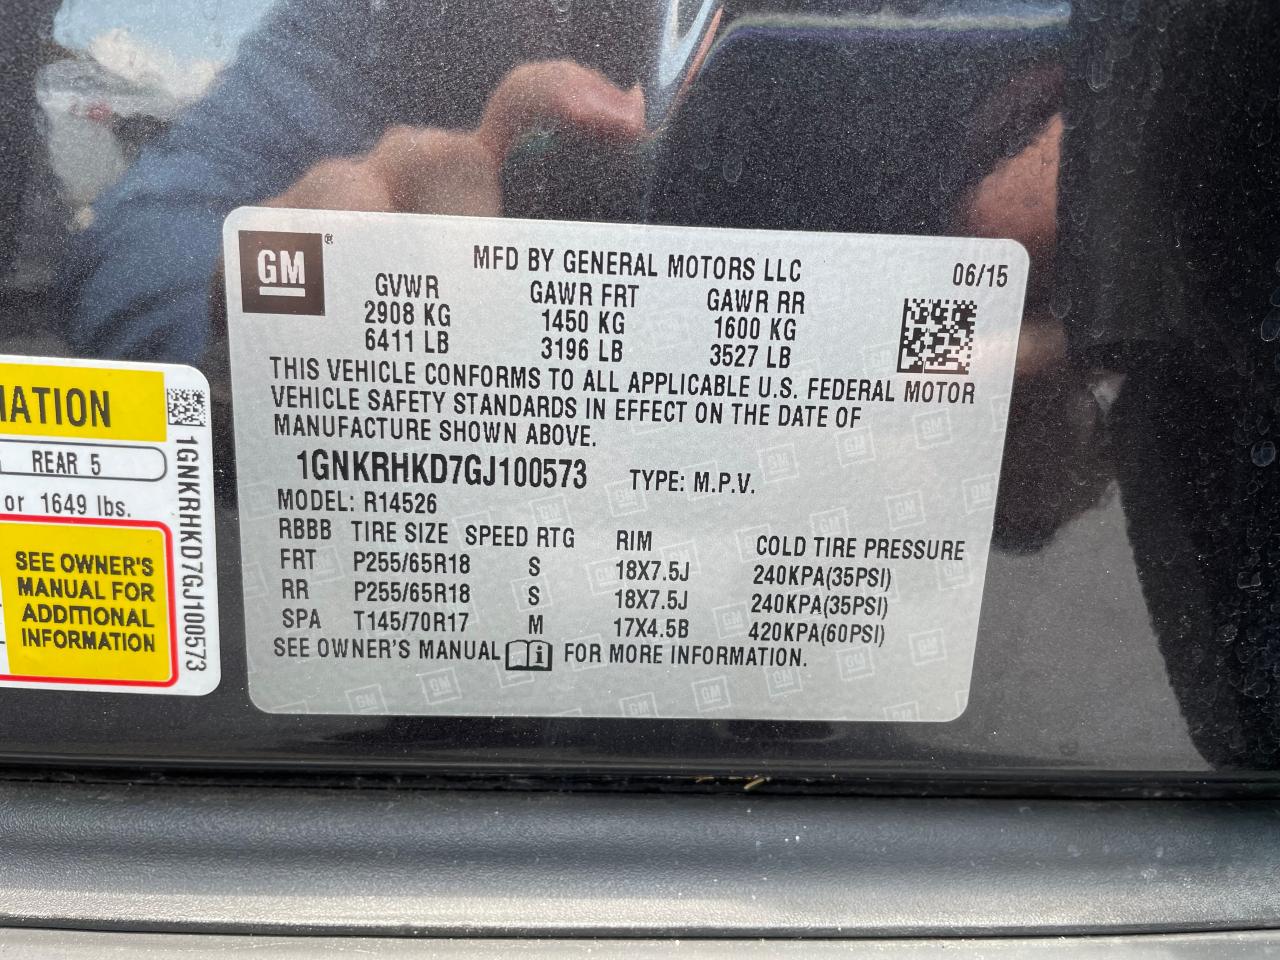 GM®
MFD BY GENERAL MOTORS LLC
06/15
GVWR GAWR FRT GAWR RR
2908 KG 1450 KG 1600 KG
6411 LB 3196 LB 3527 LB
THIS VEHICLE CONFORMS TO ALL APPLICABLE U.S. FEDERAL MOTOR
VEHICLE SAFETY STANDARDS IN EFFECT ON THE DATE OF
MANUFACTURE SHOWN ABOVE.
1GNKRHKD7GJ100573 TYPE: M.P.V.
MODEL: R14526
RBBB TIRE SIZE SPEED RTG RIM COLD TIRE PRESSURE
FRT P255/65R18 S 18X7.5J 240KPA(35PSI)
RR P255/65R18 S 18X7.5J 240KPA(35PSI)
SPA T145/70R17 M 17X4.5B 420KPA(60PSI)
SEE OWNER'S MANUAL i FOR MORE INFORMATION.
MATION
REAR 5
or 1649 lbs.
SEE OWNER'S
MANUAL FOR
ADDITIONAL
INFORMATION
1GNKRHKD7GJ100573